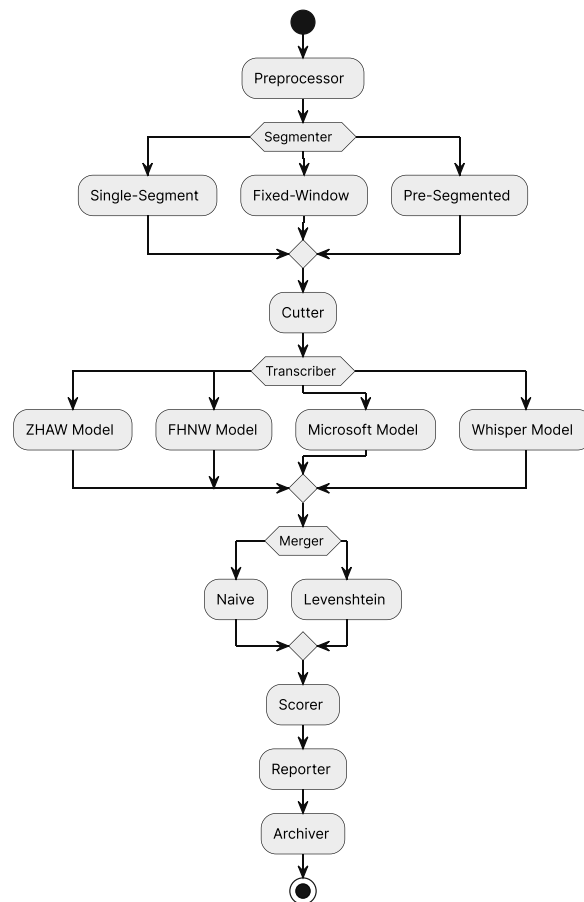 Preprocessor
Segmenter
Single-Segment
Fixed-Window
Pre-Segmented
Cutter
Transcriber
ZHAW Model
FHNW Model
Microsoft Model
Whisper Model
Merger
Naive
Levenshtein
Scorer
Reporter
Archiver